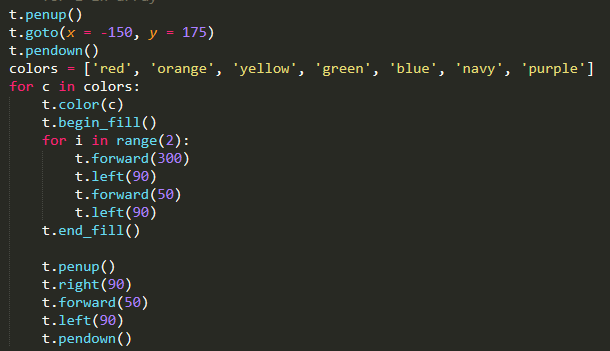 t.penup()
t.goto(x = -150, y = 175)
t.pendown()
colors = ['red', 'orange', 'yellow', 'green', 'blue', 'navy', 'purple']
for c in colors:
    t.color(c)
    t.begin_fill()
    for i in range(2):
        t.forward(300)
        t.left(90)
        t.forward(50)
        t.left(90)
    t.end_fill()

    t.penup()
    t.right(90)
    t.forward(50)
    t.left(90)
    t.pendown()